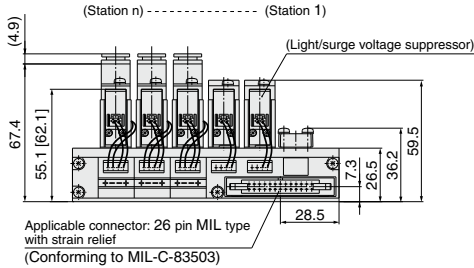 (Station n) ---------------- (Station 1)
(4.9)
(Light/surge voltage suppressor)
67.4
55.1 [62.1]
7.3
26.5
36.2
59.5
28.5
Applicable connector: 26 pin MIL type
with strain relief
(Conforming to MIL-C-83503)